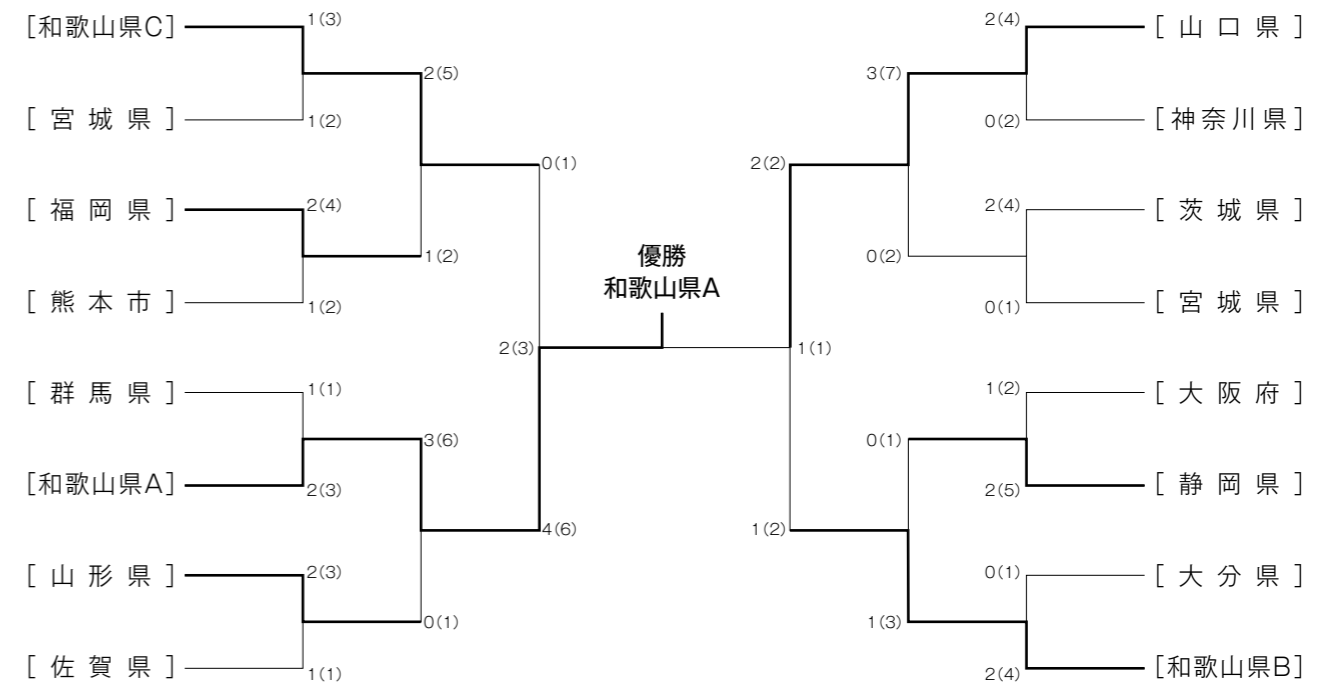 [和歌山県C] 1(3) 2(4) [山口県]
2(5) 3(7)
[宮城県] 1(2) 0(2) [神奈川県]
0(1) 2(2)
[福岡県] 2(4) 2(4) [茨城県]
1(2) 0(2)
優勝
和歌山県A
[熊本市] 1(2) 0(1) [宮城県]
2(3) 1(1)
[群馬県] 1(1) 1(2) [大阪府]
3(6) 0(1)
[和歌山県A] 2(3) 2(5) [静岡県]
4(6) 1(2)
[山形県] 2(3) 0(1) [大分県]
0(1) 1(3)
[佐賀県] 1(1) 2(4) [和歌山県B]